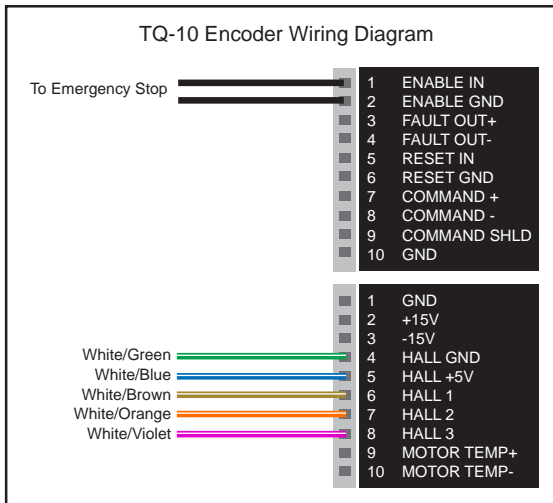 TQ-10 Encoder Wiring Diagram
To Emergency Stop
1 ENABLE IN
2 ENABLE GND
3 FAULT OUT+
4 FAULT OUT-
5 RESET IN
6 RESET GND
7 COMMAND +
8 COMMAND -
9 COMMAND SHLD
10 GND
1 GND
2 +15V
3 -15V
White/Green 4 HALL GND
White/Blue 5 HALL +5V
White/Brown 6 HALL 1
White/Orange 7 HALL 2
White/Violet 8 HALL 3
9 MOTOR TEMP+
10 MOTOR TEMP-